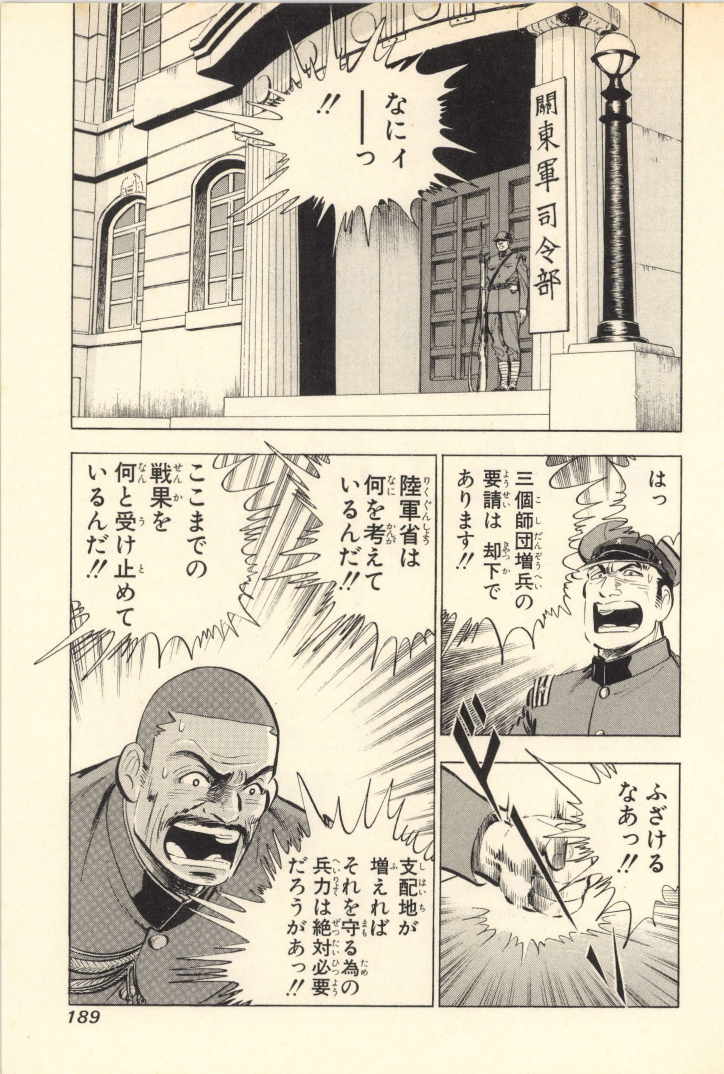 なにィ
ーっ
!!
關東軍司令部
はっ
三個師団増兵の
要請は 却下で
あります!!
ふざける
なあっ!!
ドン
陸軍省は
何を考えて
いるんだ!!
ここまでの
戦果を
何と受け止めて
いるんだ!!
支配地が
増えれば
それを守る為の
兵力は絶対必要
だろうがあっ!!
189